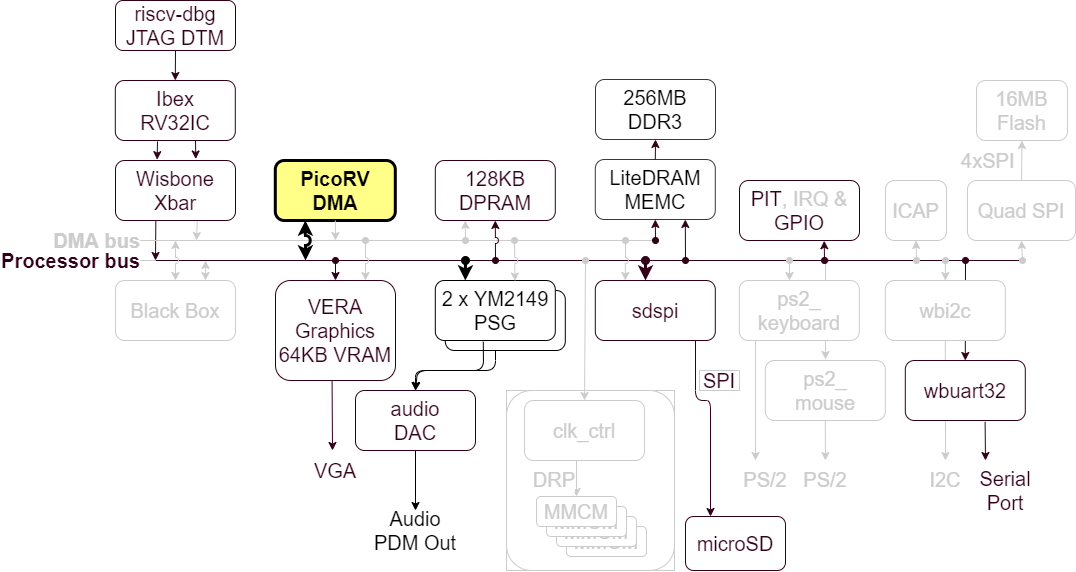 riscv-dbg
JTAG DTM
Ibex
RV32IC
256MB
DDR3
16MB
Flash
4xSPI
Wisbone
Xbar
PicoRV
DMA
128KB
DPRAM
LiteDRAM
MEMC
PIT, IRQ &
GPIO
ICAP
Quad SPI
DMA bus
Processor bus
Black Box
VERA
Graphics
64KB VRAM
2 x YM2149
PSG
sdspi
ps2_
keyboard
wbi2c
SPI
ps2_
mouse
wbuart32
audio
DAC
clk_ctrl
VGA
DRP
PS/2
PS/2
I2C
Serial
Port
MMCM
Audio
PDM Out
microSD